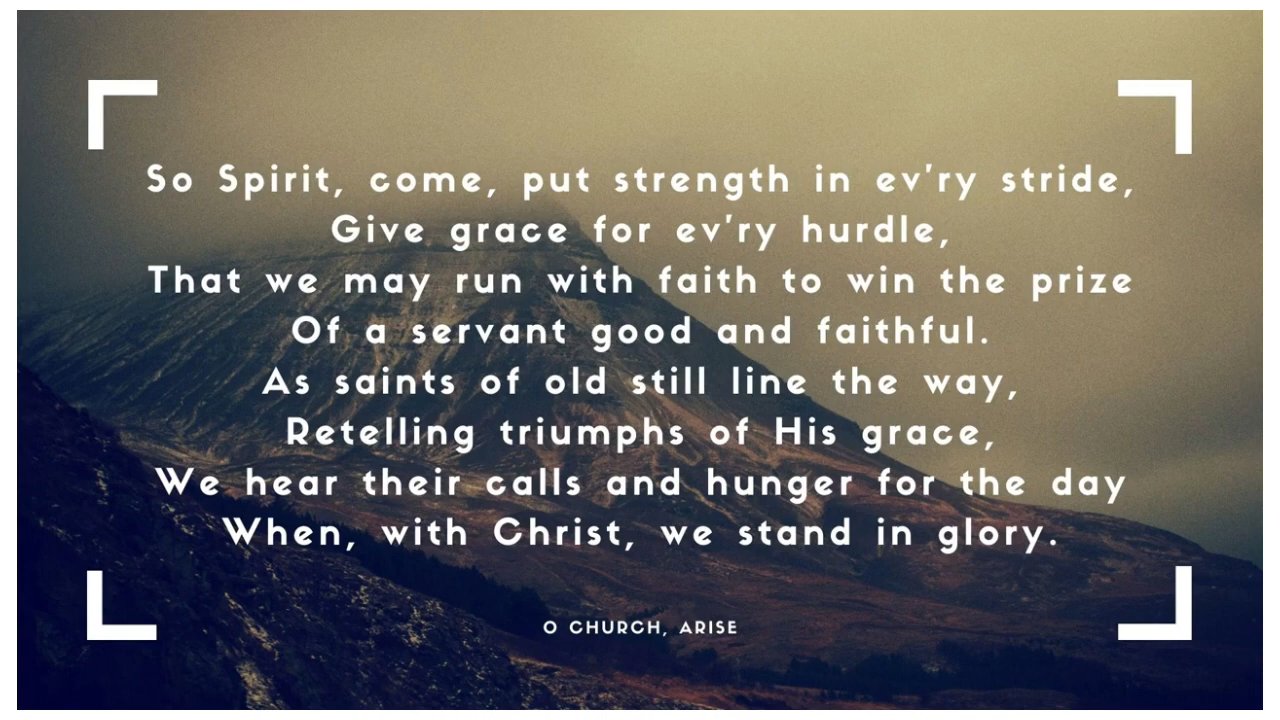 So Spirit, come, put strength in ev'ry stride,
Give grace for ev'ry hurdle,
That we may run with faith to win the prize
Of a servant good and faithful.
As saints of old still line the way,
Retelling triumphs of His grace,
We hear their calls and hunger for the day
When, with Christ, we stand in glory.
O CHURCH, ARISE